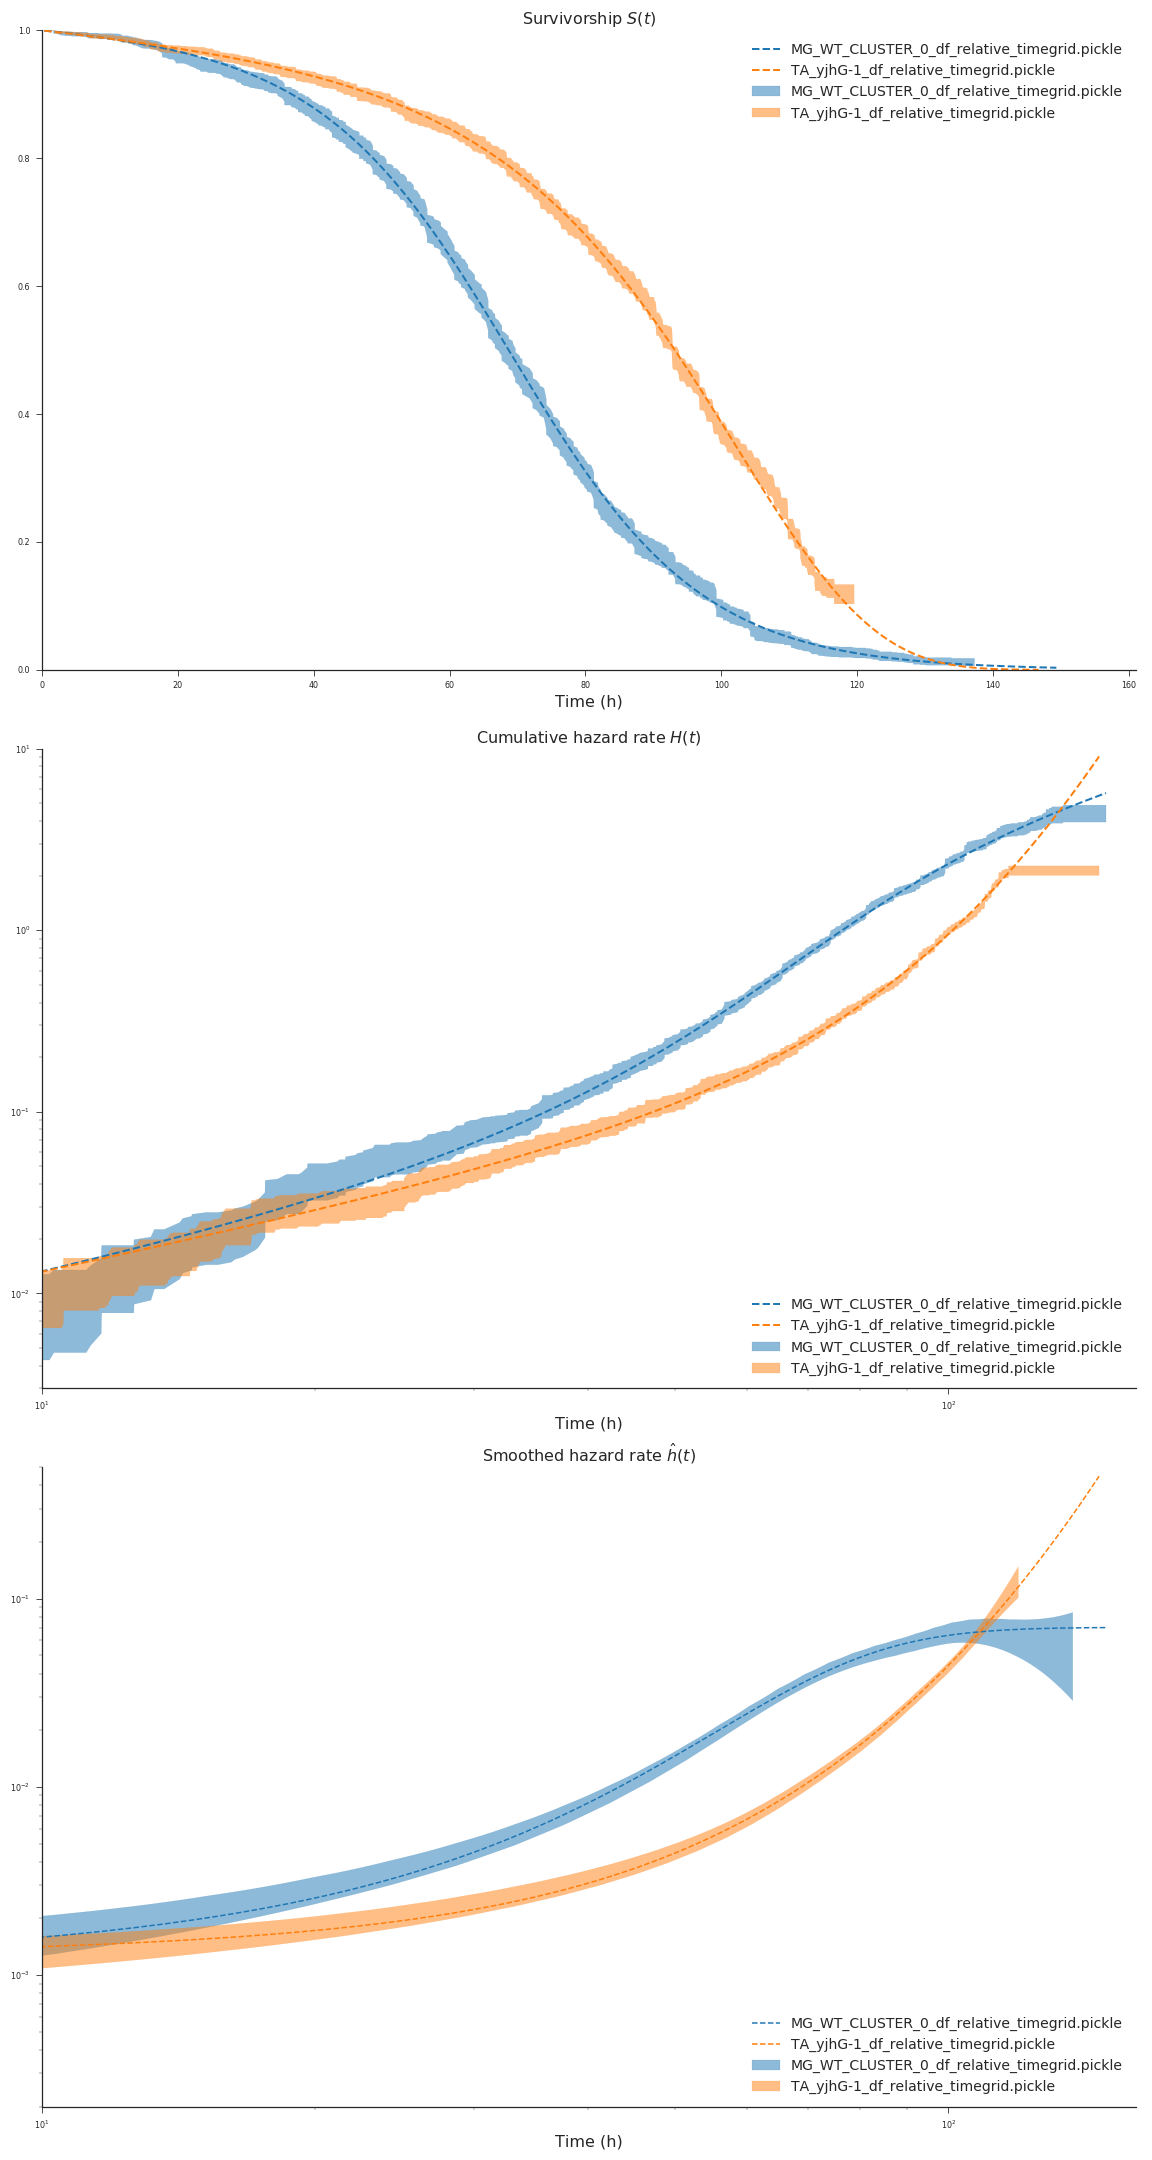 Survivorship S(t)
1.0
0.8
0.6
0.4
0.2
0.0
MG_WT_CLUSTER_0_df_relative_timegrid.pickle
TA_yjhG-1_df_relative_timegrid.pickle
MG_WT_CLUSTER_0_df_relative_timegrid.pickle
TA_yjhG-1_df_relative_timegrid.pickle
0 20 40 60 80 100 120 140 160
Time (h)
Cumulative hazard rate H(t)
10¹
10⁰
10⁻¹
10⁻²
MG_WT_CLUSTER_0_df_relative_timegrid.pickle
TA_yjhG-1_df_relative_timegrid.pickle
MG_WT_CLUSTER_0_df_relative_timegrid.pickle
TA_yjhG-1_df_relative_timegrid.pickle
10¹ 10²
Time (h)
Smoothed hazard rate ĥ(t)
10⁻¹
10⁻²
10⁻³
MG_WT_CLUSTER_0_df_relative_timegrid.pickle
TA_yjhG-1_df_relative_timegrid.pickle
MG_WT_CLUSTER_0_df_relative_timegrid.pickle
TA_yjhG-1_df_relative_timegrid.pickle
10¹ 10²
Time (h)